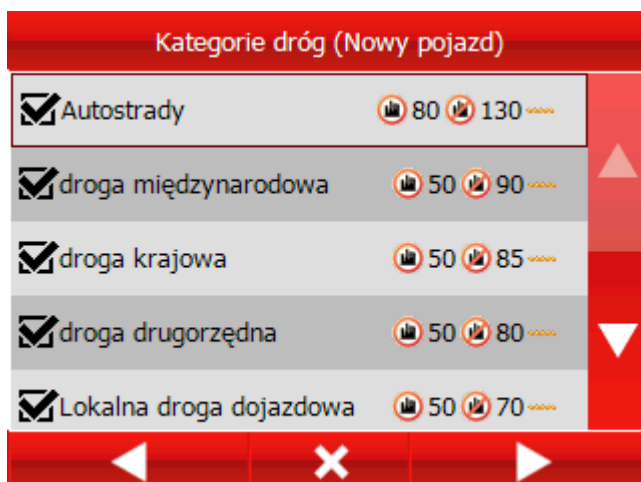 Kategorie dróg (Nowy pojazd)
Autostrady 80 130
droga międzynarodowa 50 90
droga krajowa 50 85
droga drugorzędna 50 80
Lokalna droga dojazdowa 50 70